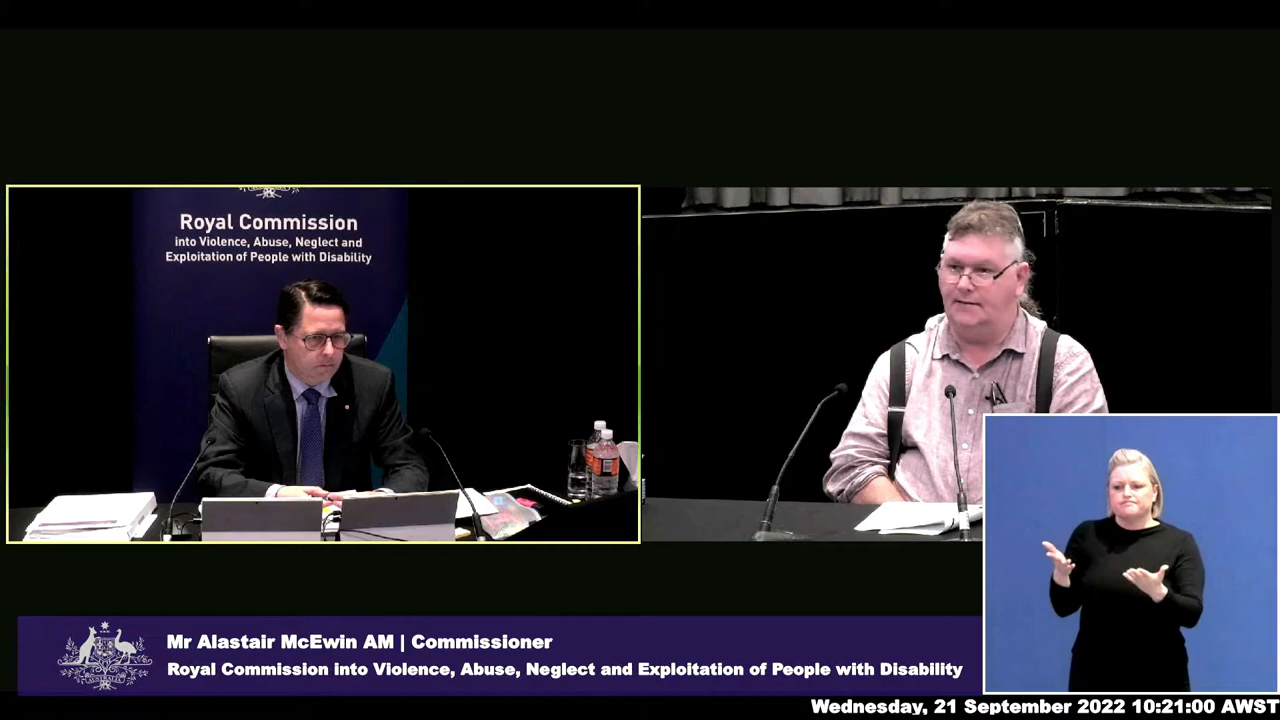 Royal Commission
into Violence, Abuse, Neglect and
Exploitation of People with Disability
Mr Alastair McEwin AM | Commissioner
Royal Commission into Violence, Abuse, Neglect and Exploitation of People with Disability
AUSTRALIA
Wednesday, 21 September 2022 10:21:00 AWST